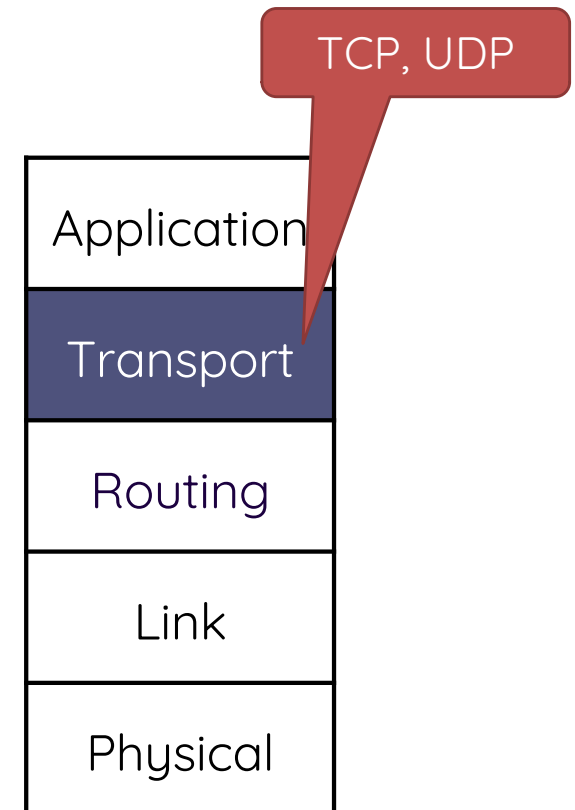 TCP, UDP
Application
Transport
Routing
Link
Physical